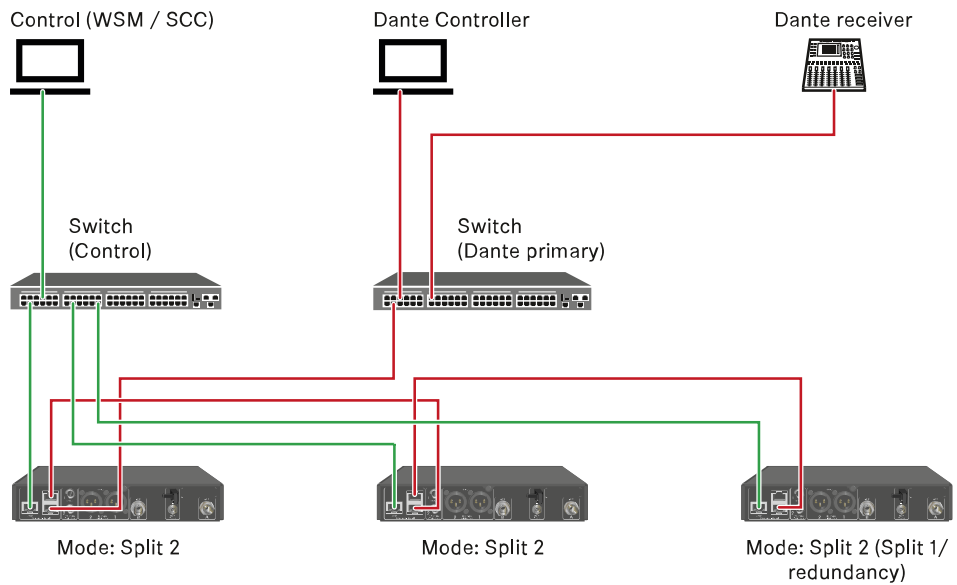 Control (WSM / SCC)
Dante Controller
Dante receiver
Switch
(Control)
Switch
(Dante primary)
Mode: Split 2
Mode: Split 2
Mode: Split 2 (Split 1/
redundancy)